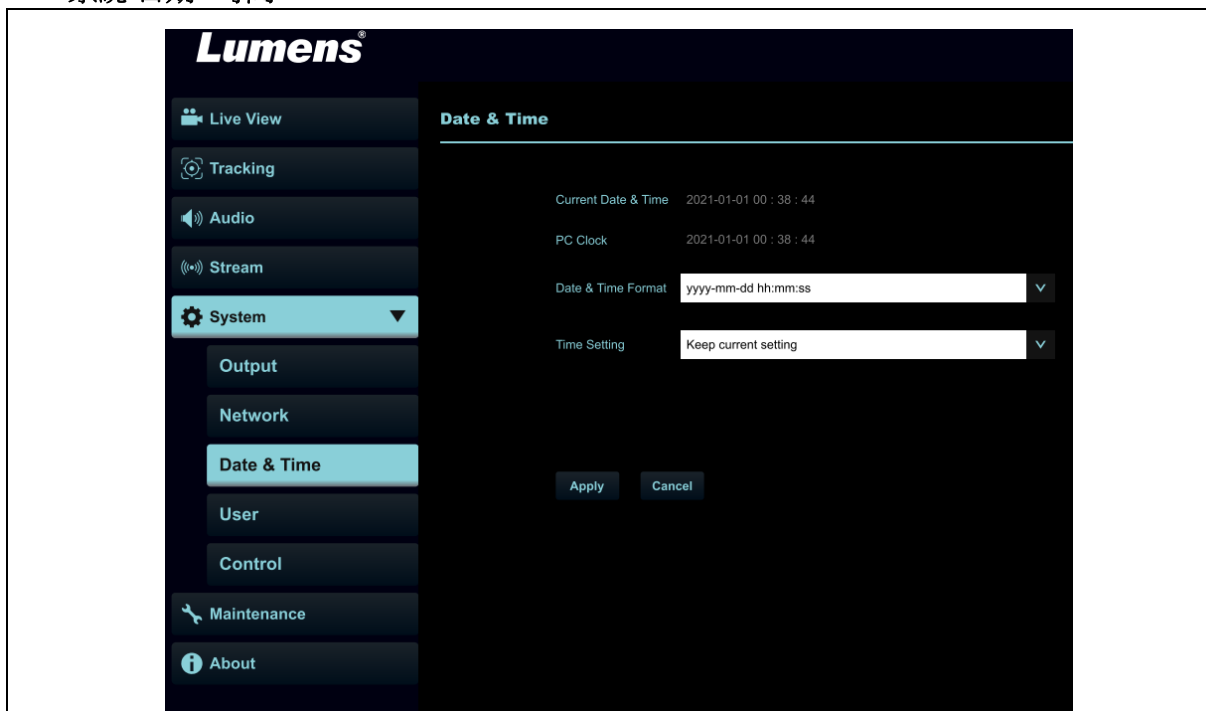 Lumens®
Live View
Tracking
Audio
Stream
System
Output
Network
Date & Time
User
Control
Maintenance
About
Date & Time
Current Date & Time 2021-01-01 00 : 38 : 44
PC Clock 2021-01-01 00 : 38 : 44
Date & Time Format yyyy-mm-dd hh:mm:ss
Time Setting Keep current setting
Apply Cancel